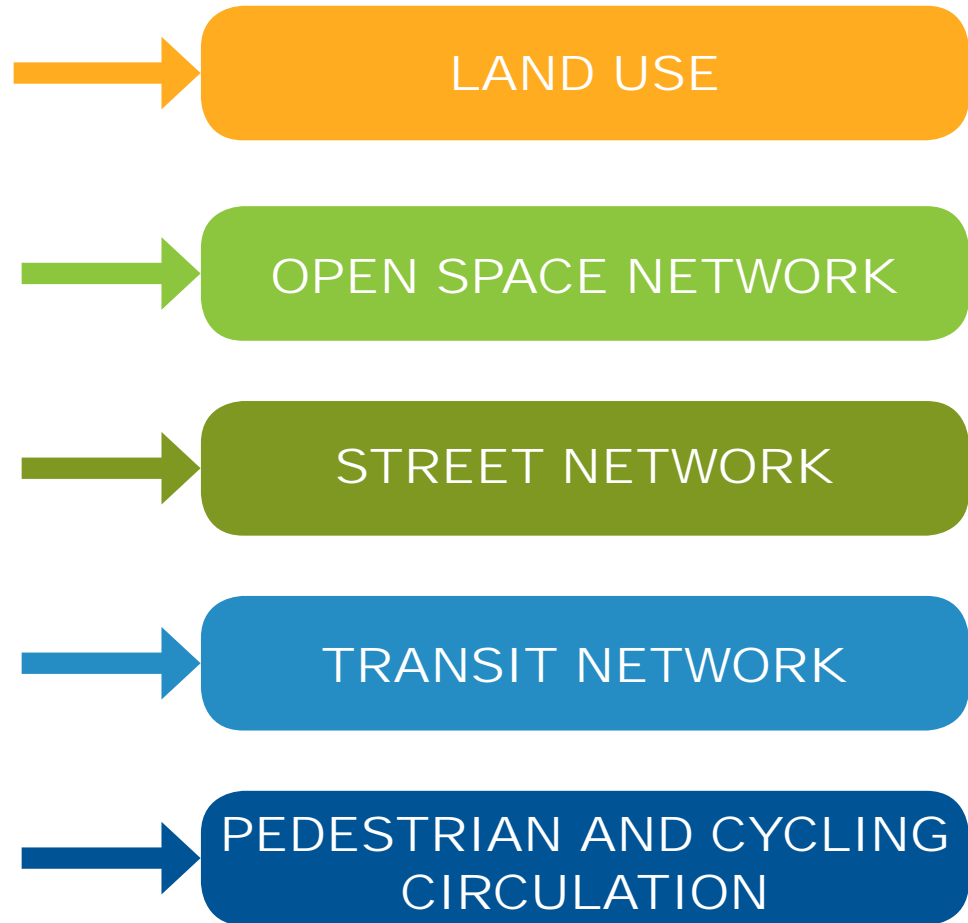 LAND USE
OPEN SPACE NETWORK
STREET NETWORK
TRANSIT NETWORK
PEDESTRIAN AND CYCLING
CIRCULATION